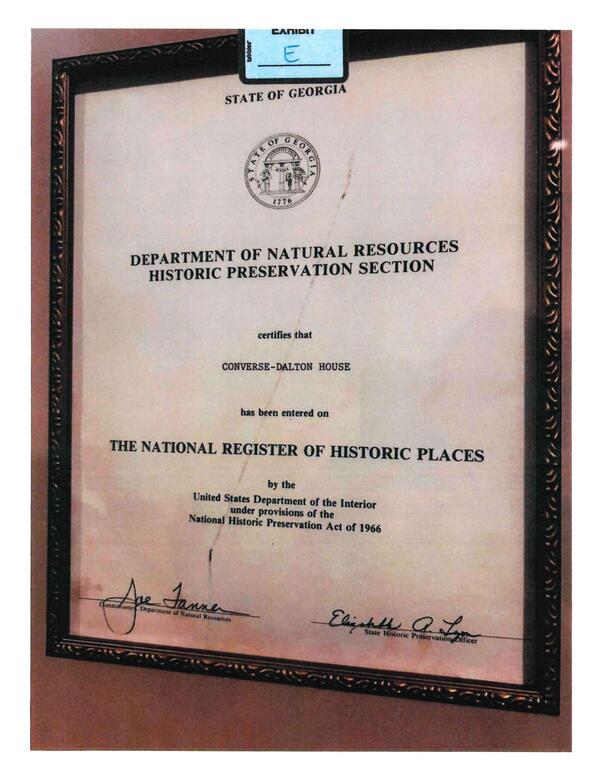 EXHIBIT
E
STATE OF GEORGIA
STATE OF GEORGIA
1776
DEPARTMENT OF NATURAL RESOURCES
HISTORIC PRESERVATION SECTION
certifies that
CONVERSE-DALTON HOUSE
has been entered on
THE NATIONAL REGISTER OF HISTORIC PLACES
by the
United States Department of the Interior
under provisions of the
National Historic Preservation Act of 1966
Joe Tanner
Commissioner, Department of Natural Resources
Elizabeth A. Lyon
State Historic Preservation Officer